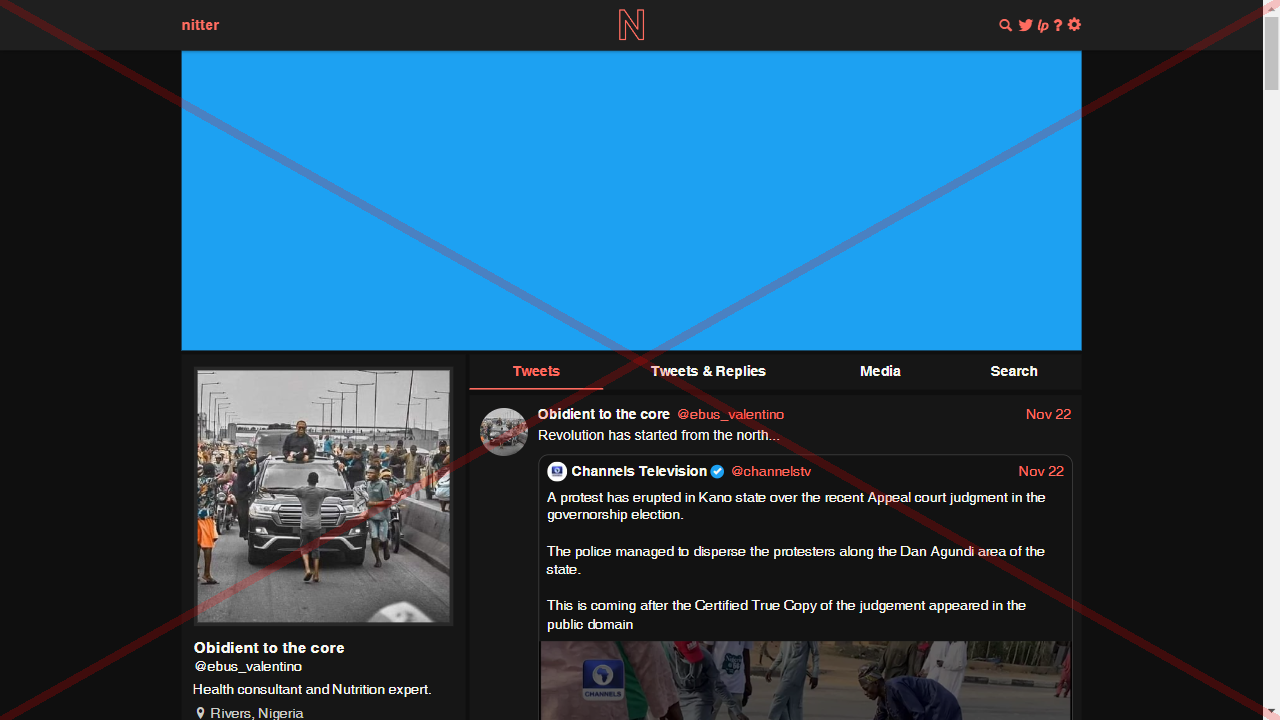 nitter
N
lp ?
Tweets
Tweets & Replies
Media
Search
Obidient to the core @ebus_valentino Nov 22
Revolution has started from the north...
Channels Television @channelstv Nov 22
A protest has erupted in Kano state over the recent Appeal court judgment in the
governorship election.
The police managed to disperse the protesters along the Dan Agundi area of the
state.
This is coming after the Certified True Copy of the judgement appeared in the
public domain
CHANNELS
Obidient to the core
@ebus_valentino
Health consultant and Nutrition expert.
Rivers, Nigeria